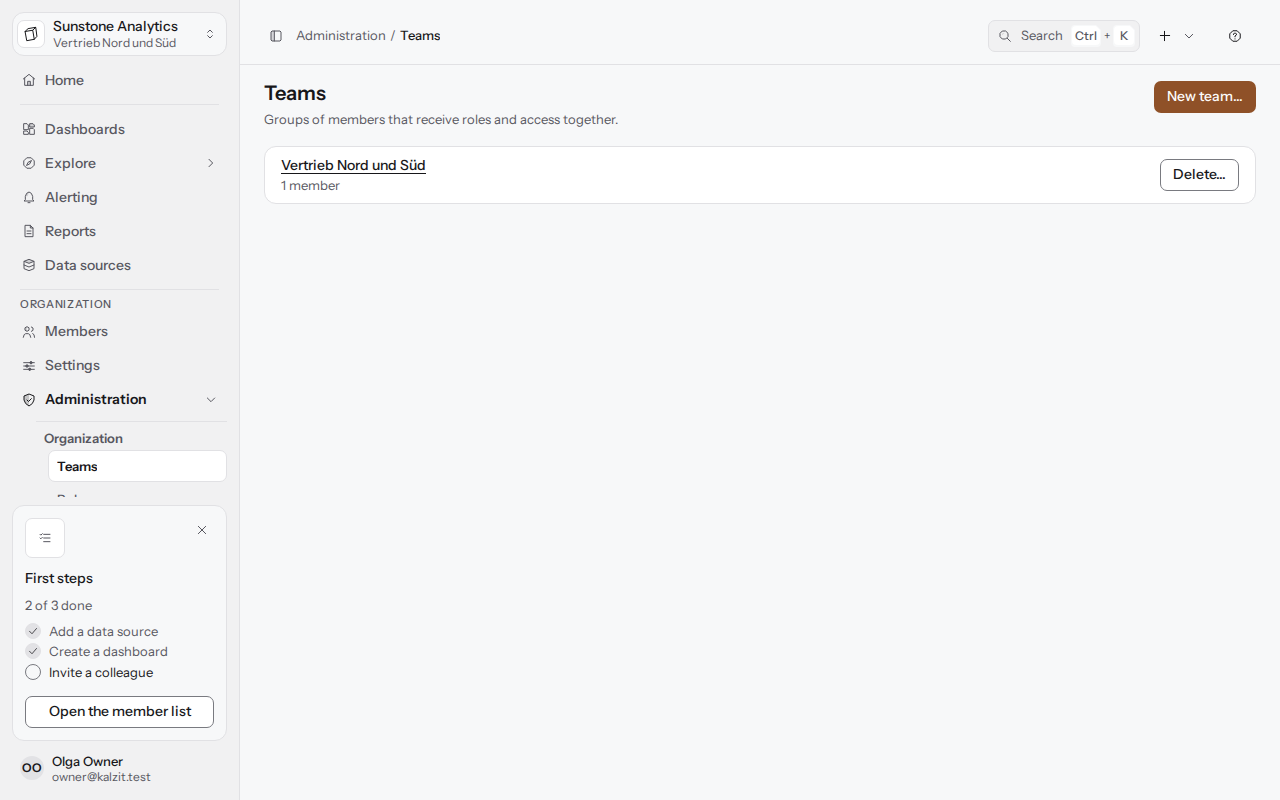 Sunstone Analytics
Vertrieb Nord und Süd
Home
Dashboards
Explore
Alerting
Reports
Data sources
ORGANIZATION
Members
Settings
Administration
Organization
Teams
First steps
2 of 3 done
Add a data source
Create a dashboard
Invite a colleague
Open the member list
OO
Olga Owner
owner@kalzit.test
Administration / Teams
Search Ctrl + K
Teams
New team...
Groups of members that receive roles and access together.
Vertrieb Nord und Süd
1 member
Delete...